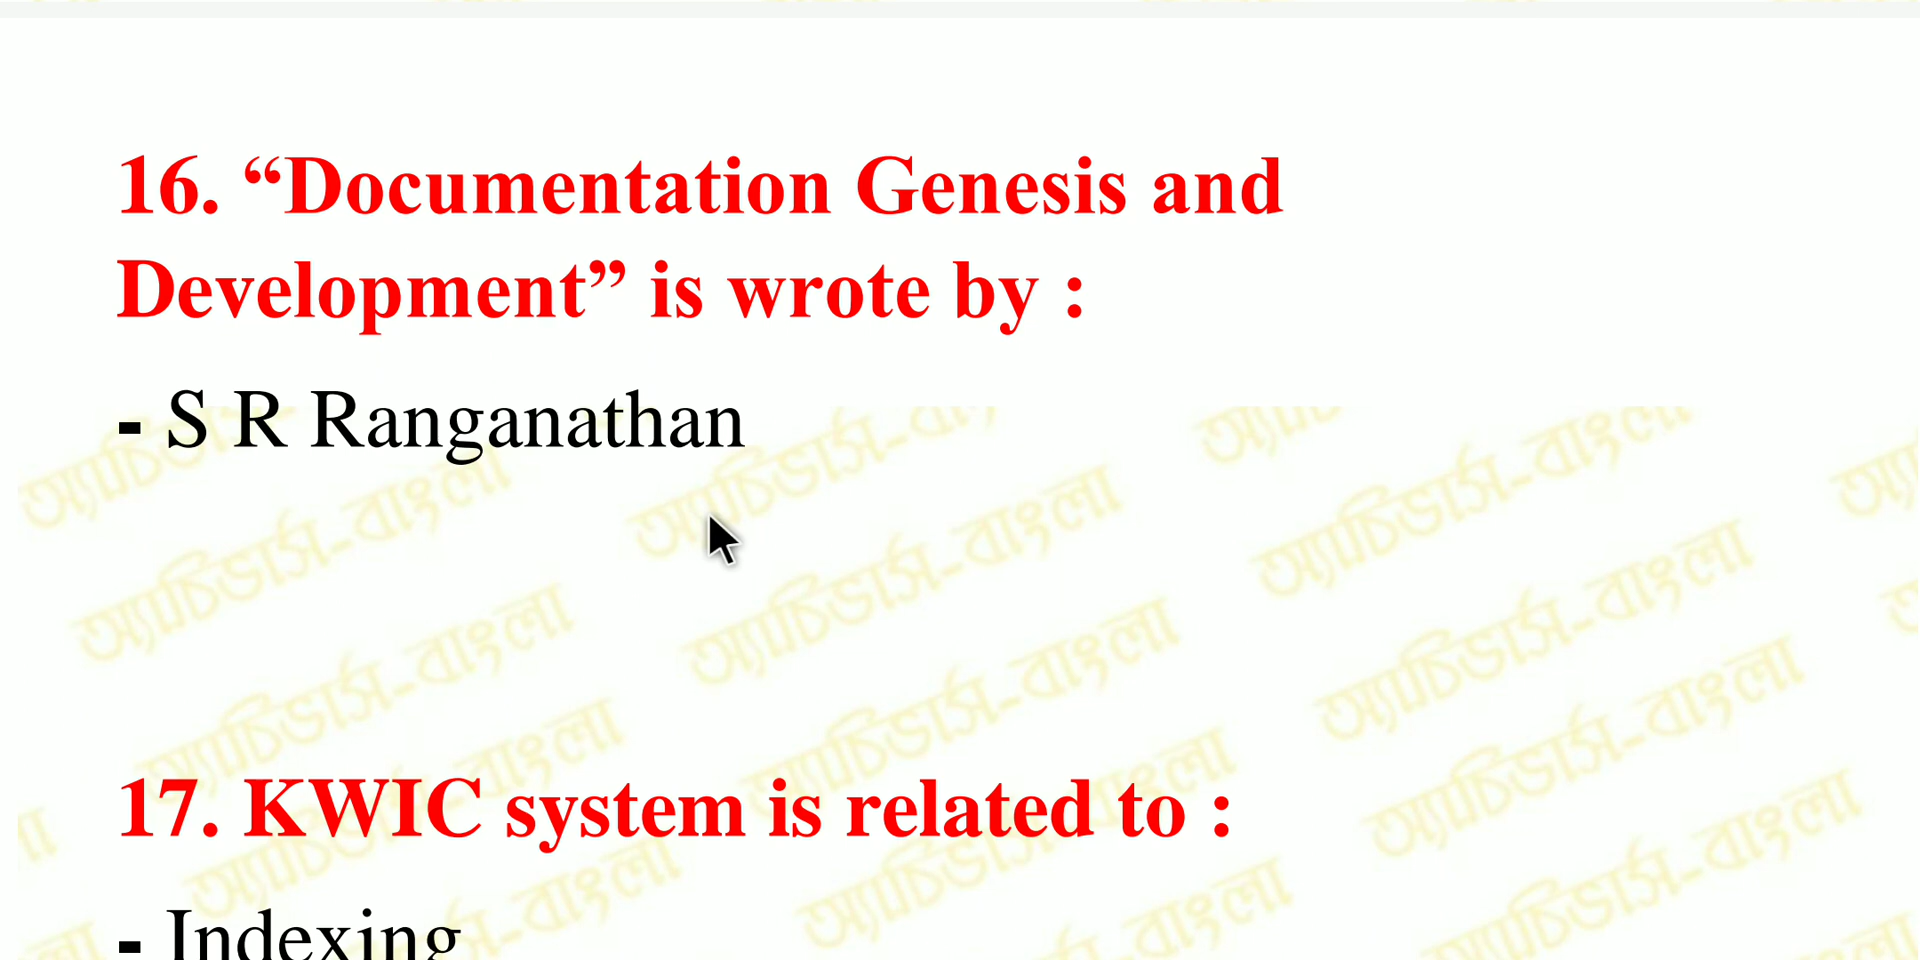 16. “Documentation Genesis and
Development” is wrote by :
- S R Ranganathan
17. KWIC system is related to :
- Indexing